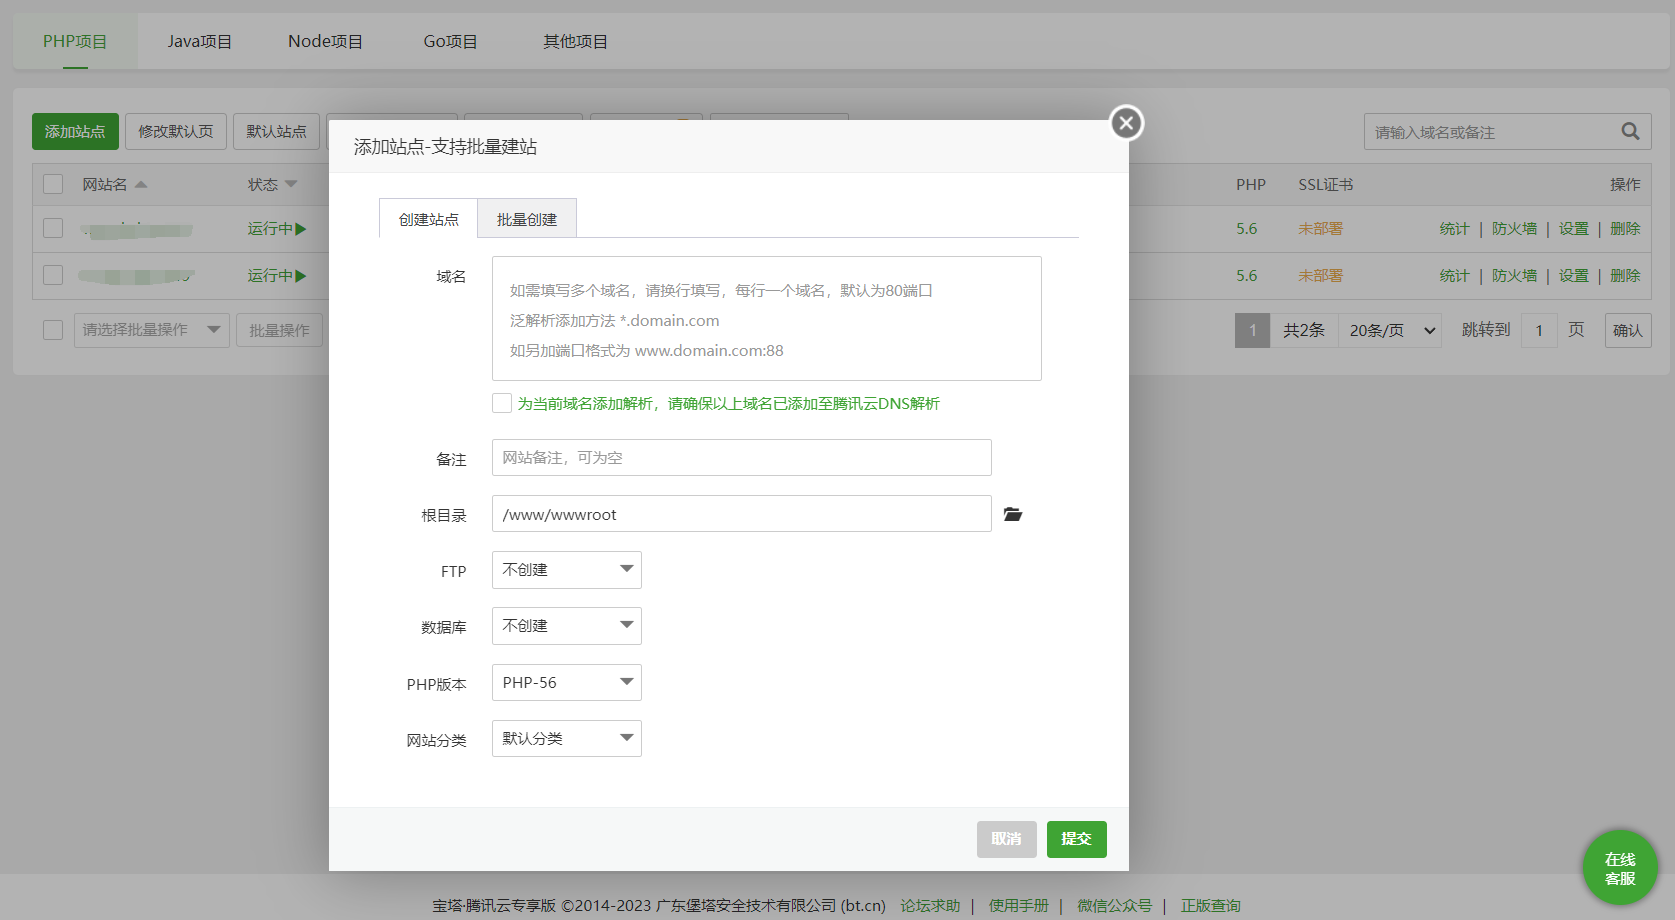 PHP项目 Java项目 Node项目 Go项目 其他项目
添加站点 修改默认页 默认站点 请输入域名或备注
添加站点-支持批量建站
网站名 状态 PHP SSL证书 操作
运行中 5.6 未部署 统计 | 防火墙 | 设置 | 删除
运行中 5.6 未部署 统计 | 防火墙 | 设置 | 删除
请选择批量操作 批量操作 1 共2条 20条/页 跳转到 1 页 确认
创建站点 批量创建
域名
如需填写多个域名，请换行填写，每行一个域名，默认为80端口
泛解析添加方法 *.domain.com
如另加端口格式为 www.domain.com:88
为当前域名添加解析，请确保以上域名已添加至腾讯云DNS解析
备注 网站备注，可为空
根目录 /www/wwwroot
FTP 不创建
数据库 不创建
PHP版本 PHP-56
网站分类 默认分类
取消 提交
在线
客服
宝塔·腾讯云专享版 ©2014-2023 广东堡塔安全技术有限公司 (bt.cn) 论坛求助 | 使用手册 | 微信公众号 | 正版查询